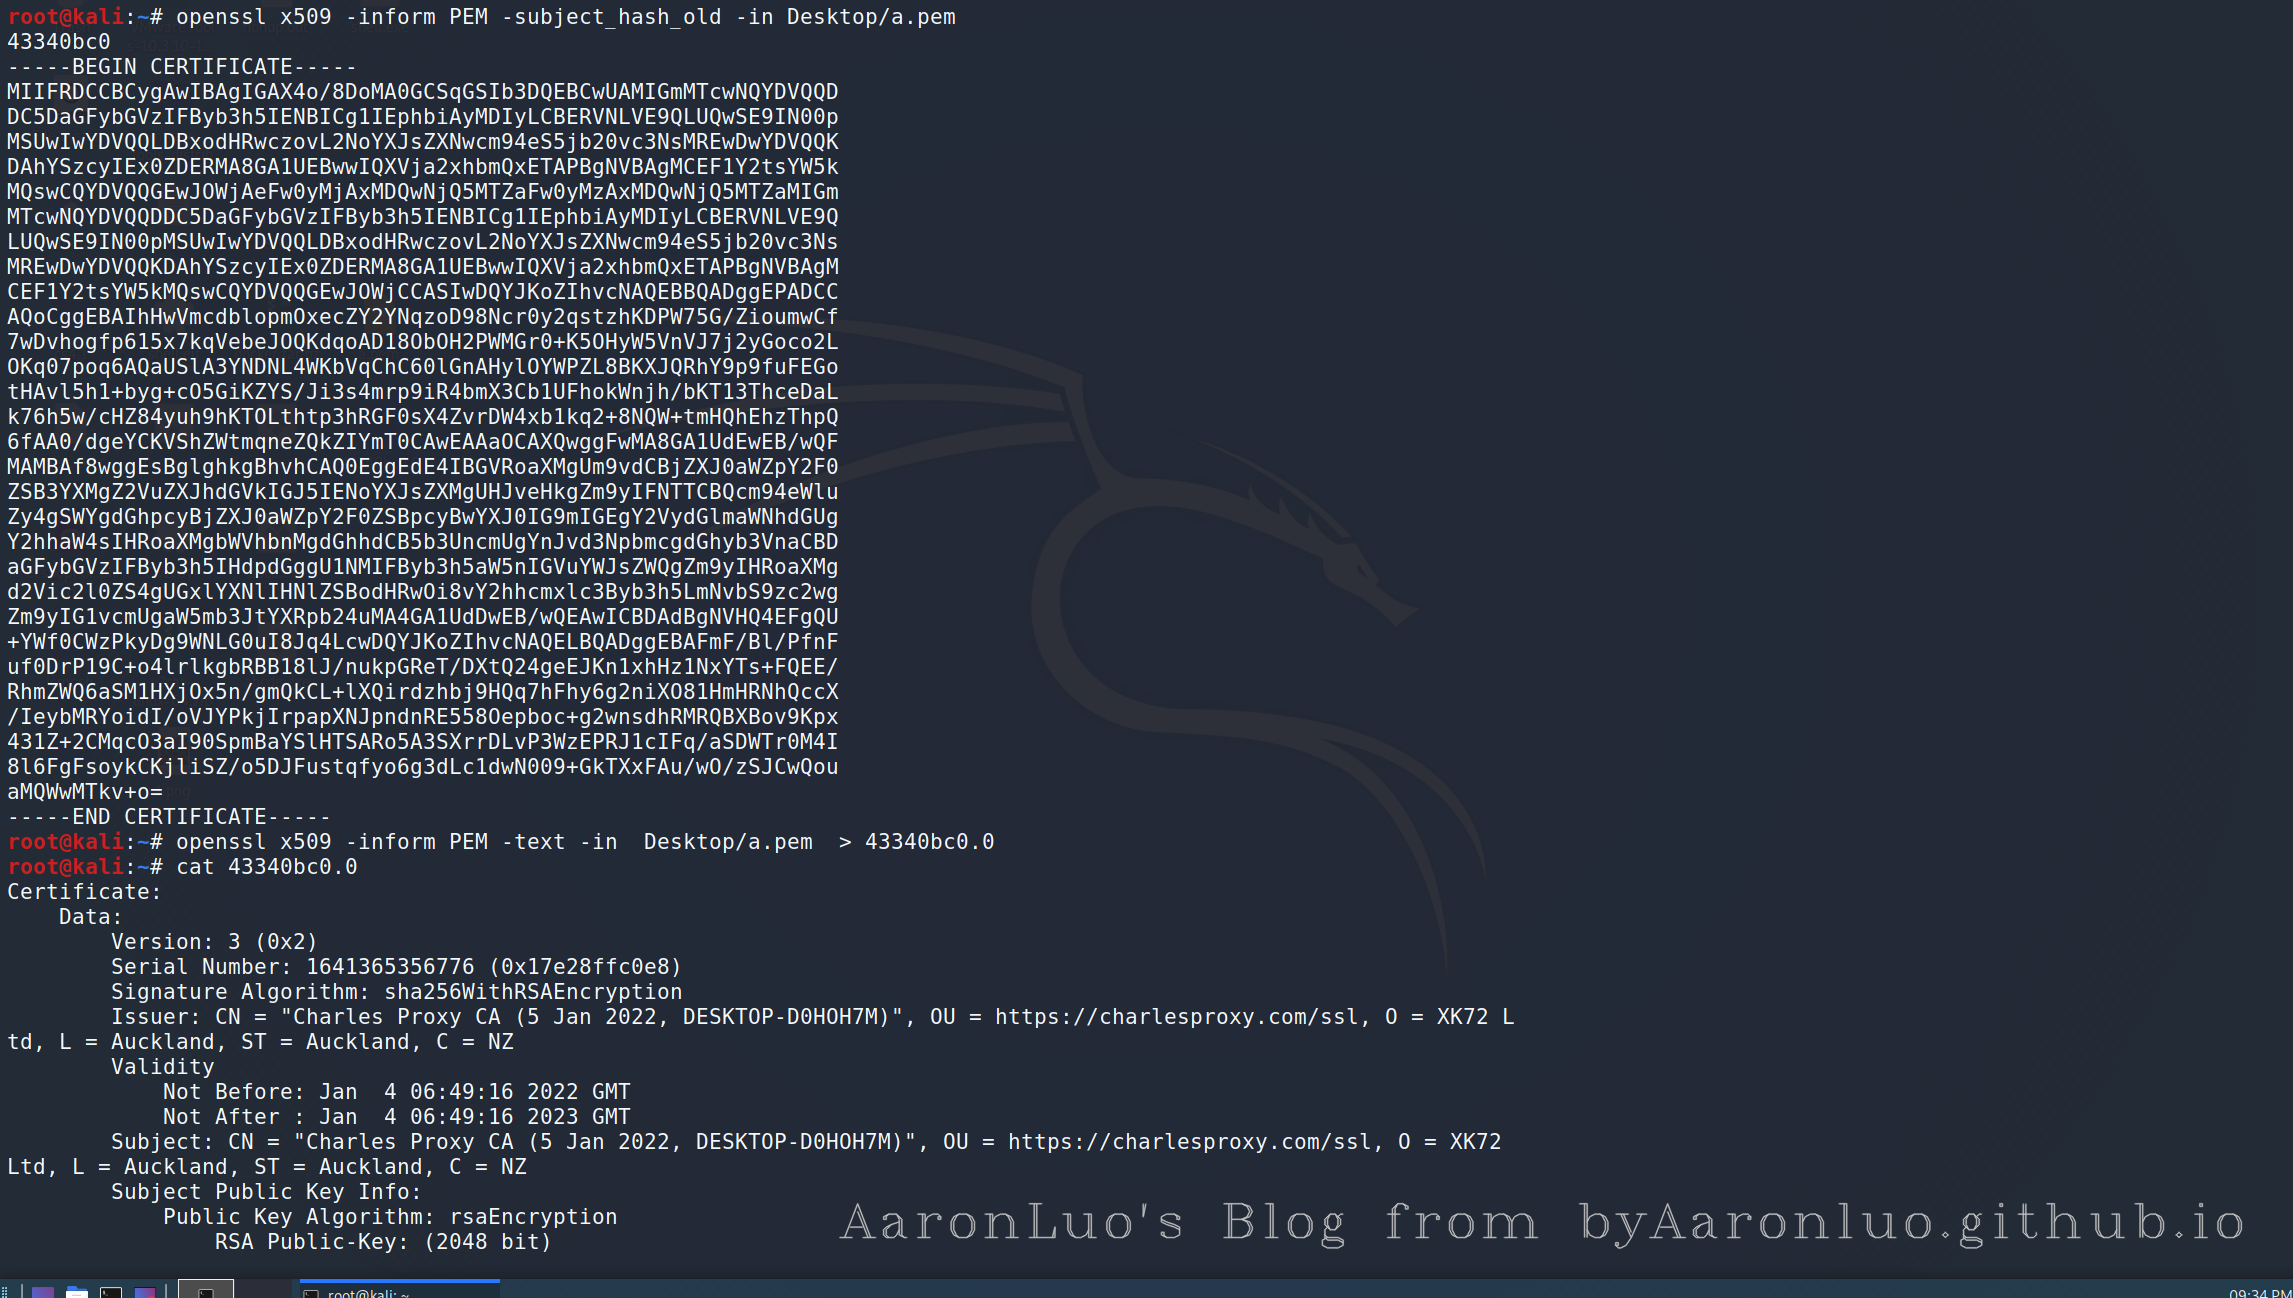 root@kali:~# openssl x509 -inform PEM -subject_hash_old -in Desktop/a.pem
43340bc0
-----BEGIN CERTIFICATE-----
MIIFRDCCBCygAwIBAgIGAX4o/8DoMA0GCSqGSIb3DQEBCwUAMIGmMTcwNQYDVQQD
DC5DaGFybGVzIFByb3h5IENBICg1IEphbiAyMDIyLCBERVNLVE9QLUQwSE9IN00p
MSUwIwYDVQQLDBxodHRwczovL2NoYXJsZXNwcm94eS5jb20vc3NsMREwDwYDVQQK
DAhYSzcyIEx0ZDERMA8GA1UEBwwIQXVja2xhbmQxETAPBgNVBAgMCEF1Y2tsYW5k
MQswCQYDVQQGEwJOWjAeFw0yMjAxMDQwNjQ5MTZaFw0yMzAxMDQwNjQ5MTZaMIGm
MTcwNQYDVQQDDC5DaGFybGVzIFByb3h5IENBICg1IEphbiAyMDIyLCBERVNLVE9Q
LUQwSE9IN00pMSUwIwYDVQQLDBxodHRwczovL2NoYXJsZXNwcm94eS5jb20vc3Ns
MREwDwYDVQQKDAhYSzcyIEx0ZDERMA8GA1UEBwwIQXVja2xhbmQxETAPBgNVBAgM
CEF1Y2tsYW5kMQswCQYDVQQGEwJOWjCCASIwDQYJKoZIhvcNAQEBBQADggEPADCC
AQoCggEBAIhHwVmcdblopmOxecZY2YNqzoD98Ncr0y2qstzhKDPW75G/ZioumwCf
7wDvhogfp615x7kqVebeJOQKdqoAD18ObOH2PWMGr0+K5OHyW5VnVJ7j2yGoco2L
OKq07poq6AQaUSlA3YNDNL4WKbVqChC60lGnAHylOYWPZL8BKXJQRhY9p9fuFEGo
tHAvl5h1+byg+cO5GiKZYS/Ji3s4mrp9iR4bmX3Cb1UFhokWnjh/bKT13ThceDaL
k76h5w/cHZ84yuh9hKTOLthtp3hRGF0sX4ZvrDW4xb1kq2+8NQW+tmHQhEhzThpQ
6fAA0/dgeYCKVShZWtmqneZQkZIYmT0CAwEAAaOCAXQwggFwMA8GA1UdEwEB/wQF
MAMBAf8wggEsBglghkgBhvhCAQ0EggEdE4IBGVRoaXMgUm9vdCBjZXJ0aWZpY2F0
ZSB3YXMgZ2VuZXJhdGVkIGJ5IENoYXJsZXMgUHJveHkgZm9yIFNTTCBQcm94eWlu
Zy4gSWYgdGhpcyBjZXJ0aWZpY2F0ZSBpcyBwYXJ0IG9mIGEgY2VydGlmaWNhdGUg
Y2hhaW4sIHRoaXMgbWVhbnMgdGhhdCB5b3UncmUgYnJvd3NpbmcgdGhyb3VnaCBD
aGFybGVzIFByb3h5IHdpdGggU1NMIFByb3h5aW5nIGVuYWJsZWQgZm9yIHRoaXMg
d2Vic2l0ZS4gUGxlYXNlIHNlZSBodHRwOi8vY2hhcmxlc3Byb3h5LmNvbS9zc2wg
Zm9yIG1vcmUgaW5mb3JtYXRpb24uMA4GA1UdDwEB/wQEAwICBDAdBgNVHQ4EFgQU
+YWf0CWzPkyDg9WNLG0uI8Jq4LcwDQYJKoZIhvcNAQELBQADggEBAFmF/Bl/PfnF
uf0DrP19C+o4lrlkgbRBB18lJ/nukpGReT/DXtQ24geEJKn1xhHz1NxYTs+FQEE/
RhmZWQ6aSM1HXjOx5n/gmQkCL+lXQirdzhbj9HQq7hFhy6g2niXO81HmHRNhQccX
/IeybMRYoidI/oVJYPkjIrpapXNJpndnRE558Oepboc+g2wnsdhRMRQBXBov9Kpx
431Z+2CMqcO3aI90SpmBaYSlHTSARo5A3SXrrDLvP3WzEPRJ1cIFq/aSDWTr0M4I
8l6FgFsoykCKjliSZ/o5DJFustqfyo6g3dLc1dwN009+GkTXxFAu/wO/zSJCwQou
aMQWwMTkv+o=
-----END CERTIFICATE-----
root@kali:~# openssl x509 -inform PEM -text -in  Desktop/a.pem  > 43340bc0.0
root@kali:~# cat 43340bc0.0
Certificate:
    Data:
        Version: 3 (0x2)
        Serial Number: 1641365356776 (0x17e28ffc0e8)
        Signature Algorithm: sha256WithRSAEncryption
        Issuer: CN = "Charles Proxy CA (5 Jan 2022, DESKTOP-D0HOH7M)", OU = https://charlesproxy.com/ssl, O = XK72 L
td, L = Auckland, ST = Auckland, C = NZ
        Validity
            Not Before: Jan  4 06:49:16 2022 GMT
            Not After : Jan  4 06:49:16 2023 GMT
        Subject: CN = "Charles Proxy CA (5 Jan 2022, DESKTOP-D0HOH7M)", OU = https://charlesproxy.com/ssl, O = XK72
Ltd, L = Auckland, ST = Auckland, C = NZ
        Subject Public Key Info:
            Public Key Algorithm: rsaEncryption
                RSA Public-Key: (2048 bit)
AaronLuo's Blog from byAaronluo.github.io
root@kali: ~
09:34 PM